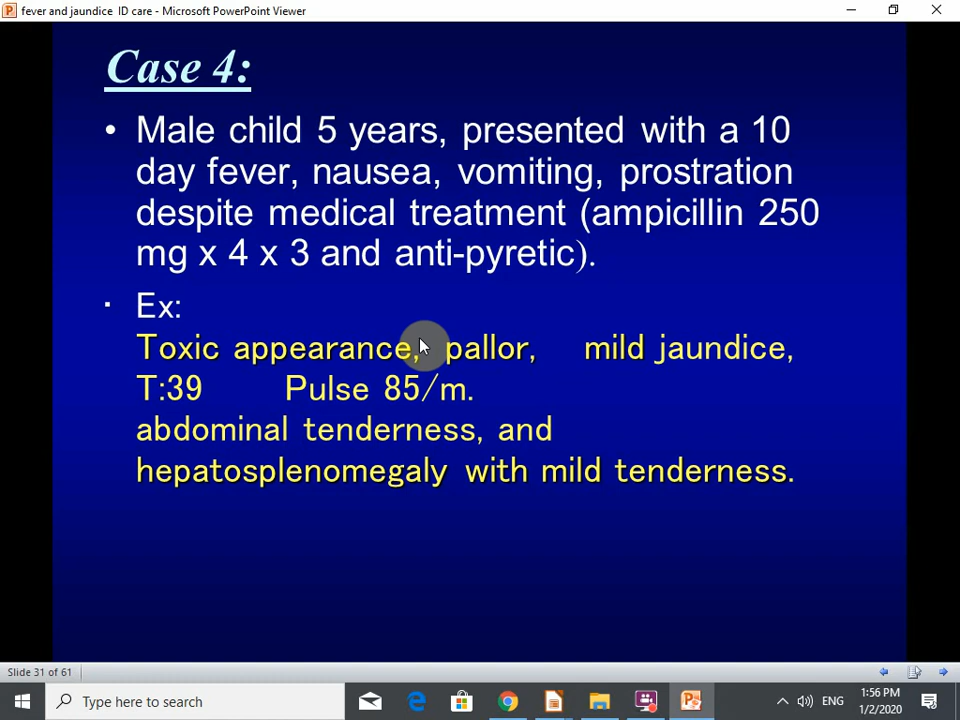 fever and jaundice  ID care - Microsoft PowerPoint Viewer
Case 4:
• Male child 5 years, presented with a 10
day fever, nausea, vomiting, prostration
despite medical treatment (ampicillin 250
mg x 4 x 3 and anti-pyretic).
• Ex:
Toxic appearance, pallor, mild jaundice,
T:39 Pulse 85/m.
abdominal tenderness, and
hepatosplenomegaly with mild tenderness.
Slide 31 of 61
Type here to search
ENG
1:56 PM
1/2/2020